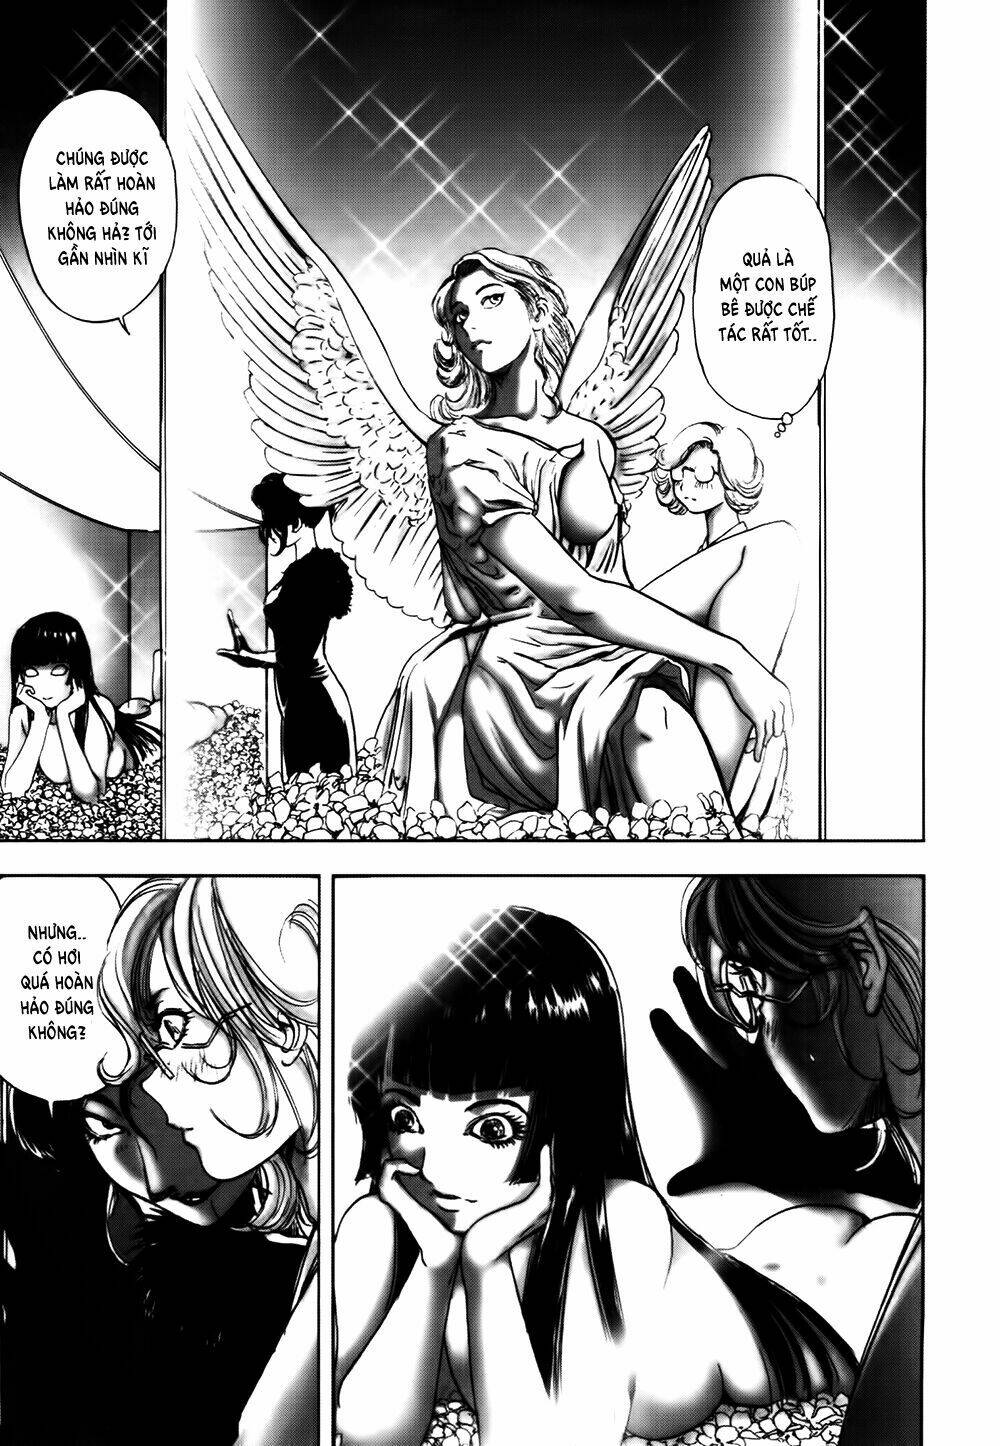 QUẢ LÀ
MỘT CON BÚP
BÊ ĐƯỢC CHẾ
TÁC RẤT TỐT..
CHÚNG ĐƯỢC
LÀM RẤT HOÀN
HẢO ĐÚNG
KHÔNG HẢ? TỚI
GẦN NHÌN KĨ
NHƯNG..
CÓ HƠI
QUÁ HOÀN
HẢO ĐÚNG
KHÔNG?